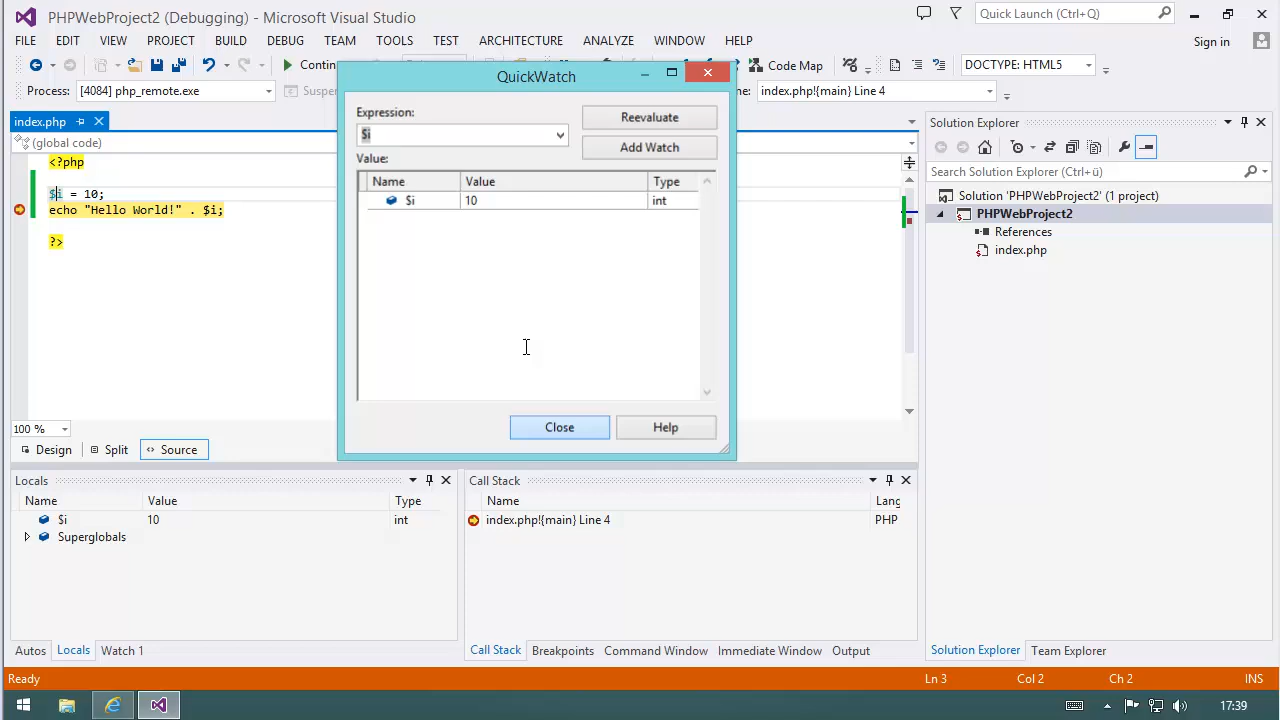 PHPWebProject2 (Debugging) - Microsoft Visual Studio
Quick Launch (Ctrl+Q)
FILE EDIT VIEW PROJECT BUILD DEBUG TEAM TOOLS TEST ARCHITECTURE ANALYZE WINDOW HELP
Sign in
Contin
Code Map
DOCTYPE: HTML5
Process: [4084] php_remote.exe
Suspen
index.php!{main} Line 4
QuickWatch
Expression:
$i
Reevaluate
Add Watch
Value:
Name Value Type
$i 10 int
Close Help
index.php
(global code)
<?php
$i = 10;
echo "Hello World!" . $i;
?>
100 %
Design Split Source
Solution Explorer
Search Solution Explorer (Ctrl+ü)
Solution 'PHPWebProject2' (1 project)
PHPWebProject2
References
index.php
Locals
Name Value Type
$i 10 int
Superglobals
Autos Locals Watch 1
Call Stack
Name Lang
index.php!{main} Line 4 PHP
Call Stack Breakpoints Command Window Immediate Window Output
Solution Explorer Team Explorer
Ready Ln 3 Col 2 Ch 2 INS
17:39